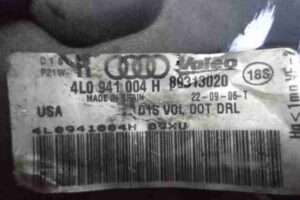 D1S
P21W
R
Valeo
4L0 941 004 H 89313020
18S
MADE IN SPAIN 22-09-06-T
USA D1S VOL DOT DRL
4L0941004H 89XU